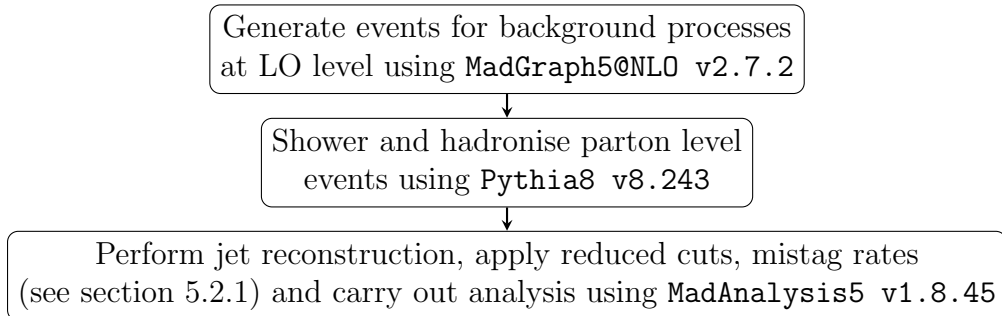 Generate events for background processes
at LO level using MadGraph5@NLO v2.7.2
Shower and hadronise parton level
events using Pythia8 v8.243
Perform jet reconstruction, apply reduced cuts, mistag rates
(see section 5.2.1) and carry out analysis using MadAnalysis5 v1.8.45